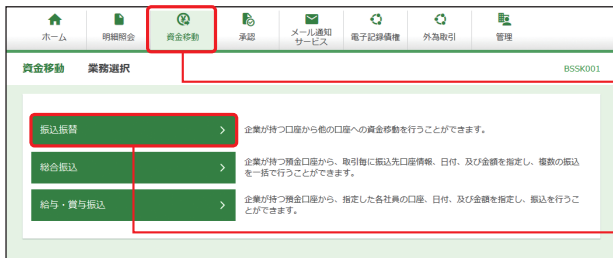 ホーム
明細照会
資金移動
承認
メール通知
サービス
電子記録債権
外為取引
管理
資金移動 業務選択 BSSK001
振込振替
企業が持つ口座から他の口座への資金移動を行うことができます。
総合振込
企業が持つ預金口座から、取引毎に振込先口座情報、日付、及び金額を指定し、複数の振込
を一括で行うことができます。
給与・賞与振込
企業が持つ預金口座から、指定した各社員の口座、日付、及び金額を指定し、振込を行うこ
とができます。